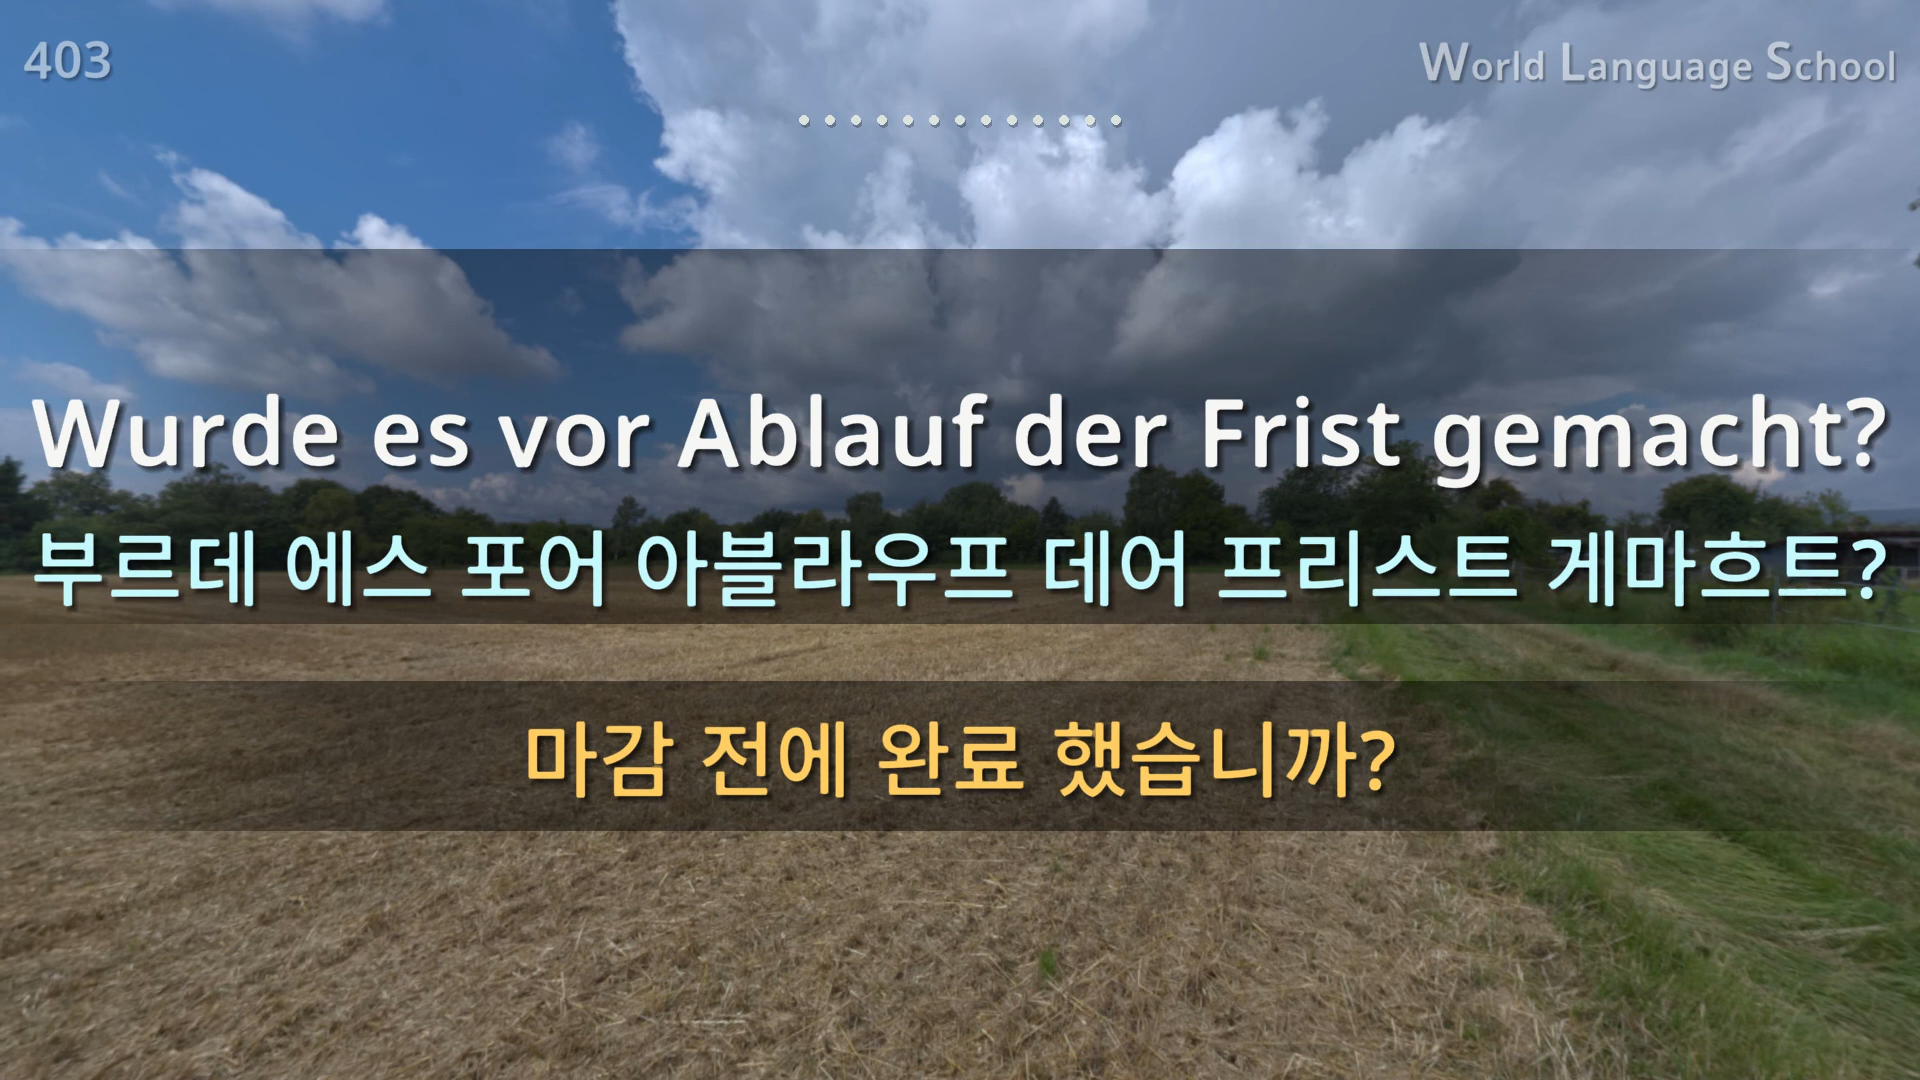 403
World Language School
Wurde es vor Ablauf der Frist gemacht?
부르데 에스 포어 아블라우프 데어 프리스트 게마흐트?
마감 전에 완료 했습니까?